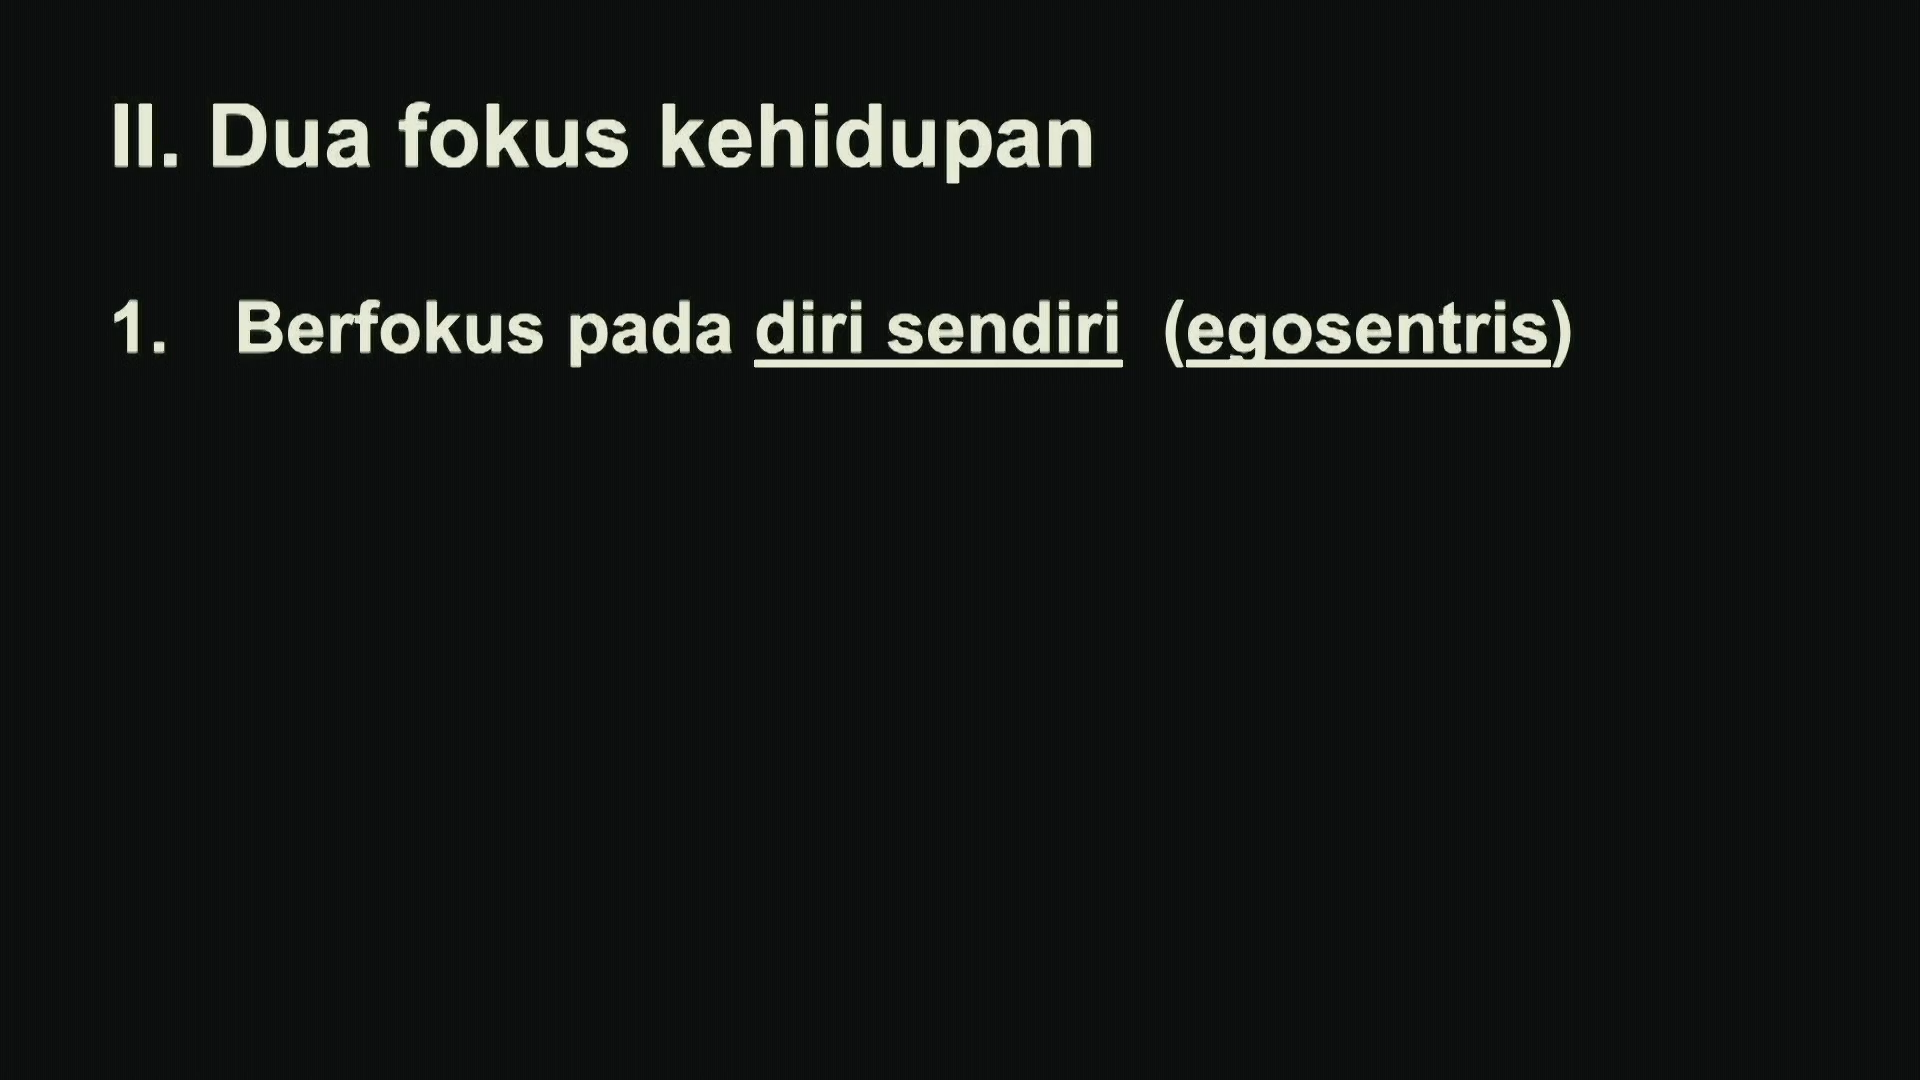 II. Dua fokus kehidupan
1. Berfokus pada diri sendiri (egosentris)